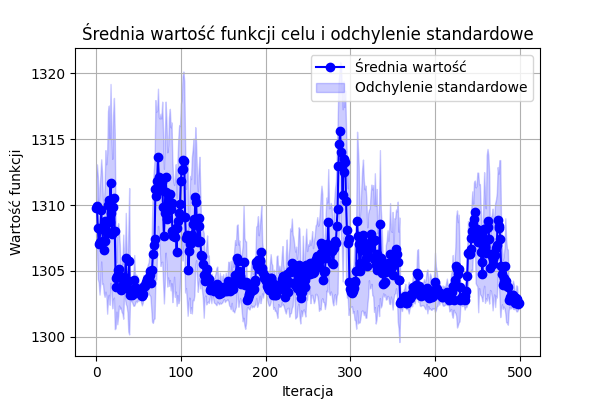 Średnia wartość funkcji celu i odchylenie standardowe
Średnia wartość
Odchylenie standardowe
Wartość funkcji
1320
1315
1310
1305
1300
0 100 200 300 400 500
Iteracja